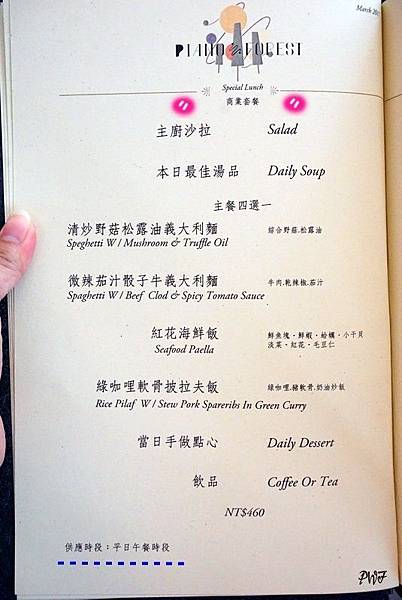 March 20
PIANO & FOREST
Special Lunch
商業套餐
主廚沙拉 Salad
本日最佳湯品 Daily Soup
主餐四選一
清炒野菇松露油義大利麵 綜合野菇.松露油
Speghetti W / Mushroom & Truffle Oil
微辣茄汁骰子牛義大利麵 牛肉.乾辣椒.茄汁
Spaghetti W / Beef Clod & Spicy Tomato Sauce
紅花海鮮飯 鮮魚塊・鮮蝦・蛤蠣・小干貝
Seafood Paella 淡菜・紅花・毛豆仁
綠咖哩軟骨披拉夫飯 綠咖哩.豬軟骨.奶油炒飯
Rice Pilaf W / Stew Pork Spareribs In Green Curry
當日手做點心 Daily Dessert
飲品 Coffee Or Tea
NT$460
供應時段：平日午餐時段
PWF